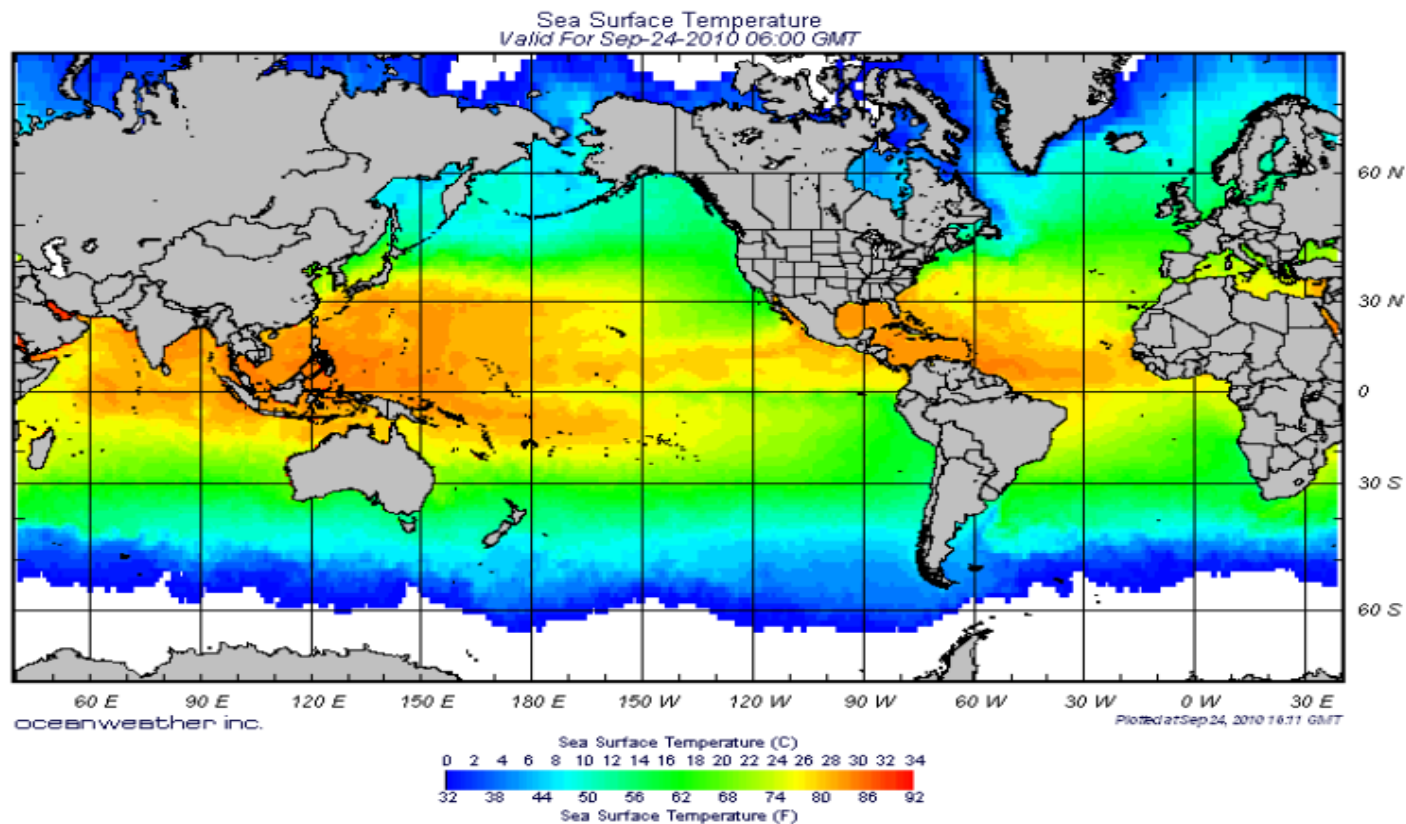 Sea Surface Temperature
Valid For Sep-24-2010 06:00 GMT
60 N
30 N
0
30 S
60 S
60 E 90 E 120 E 150 E 180 E 150 W 120 W 90 W 60 W 30 W 0 W 30 E
oceanweather inc.
Plotted at Sep 24, 2010 16:11 GMT
Sea Surface Temperature (C)
0 2 4 6 8 10 12 14 16 18 20 22 24 26 28 30 32 34
32 38 44 50 56 62 68 74 80 86 92
Sea Surface Temperature (F)